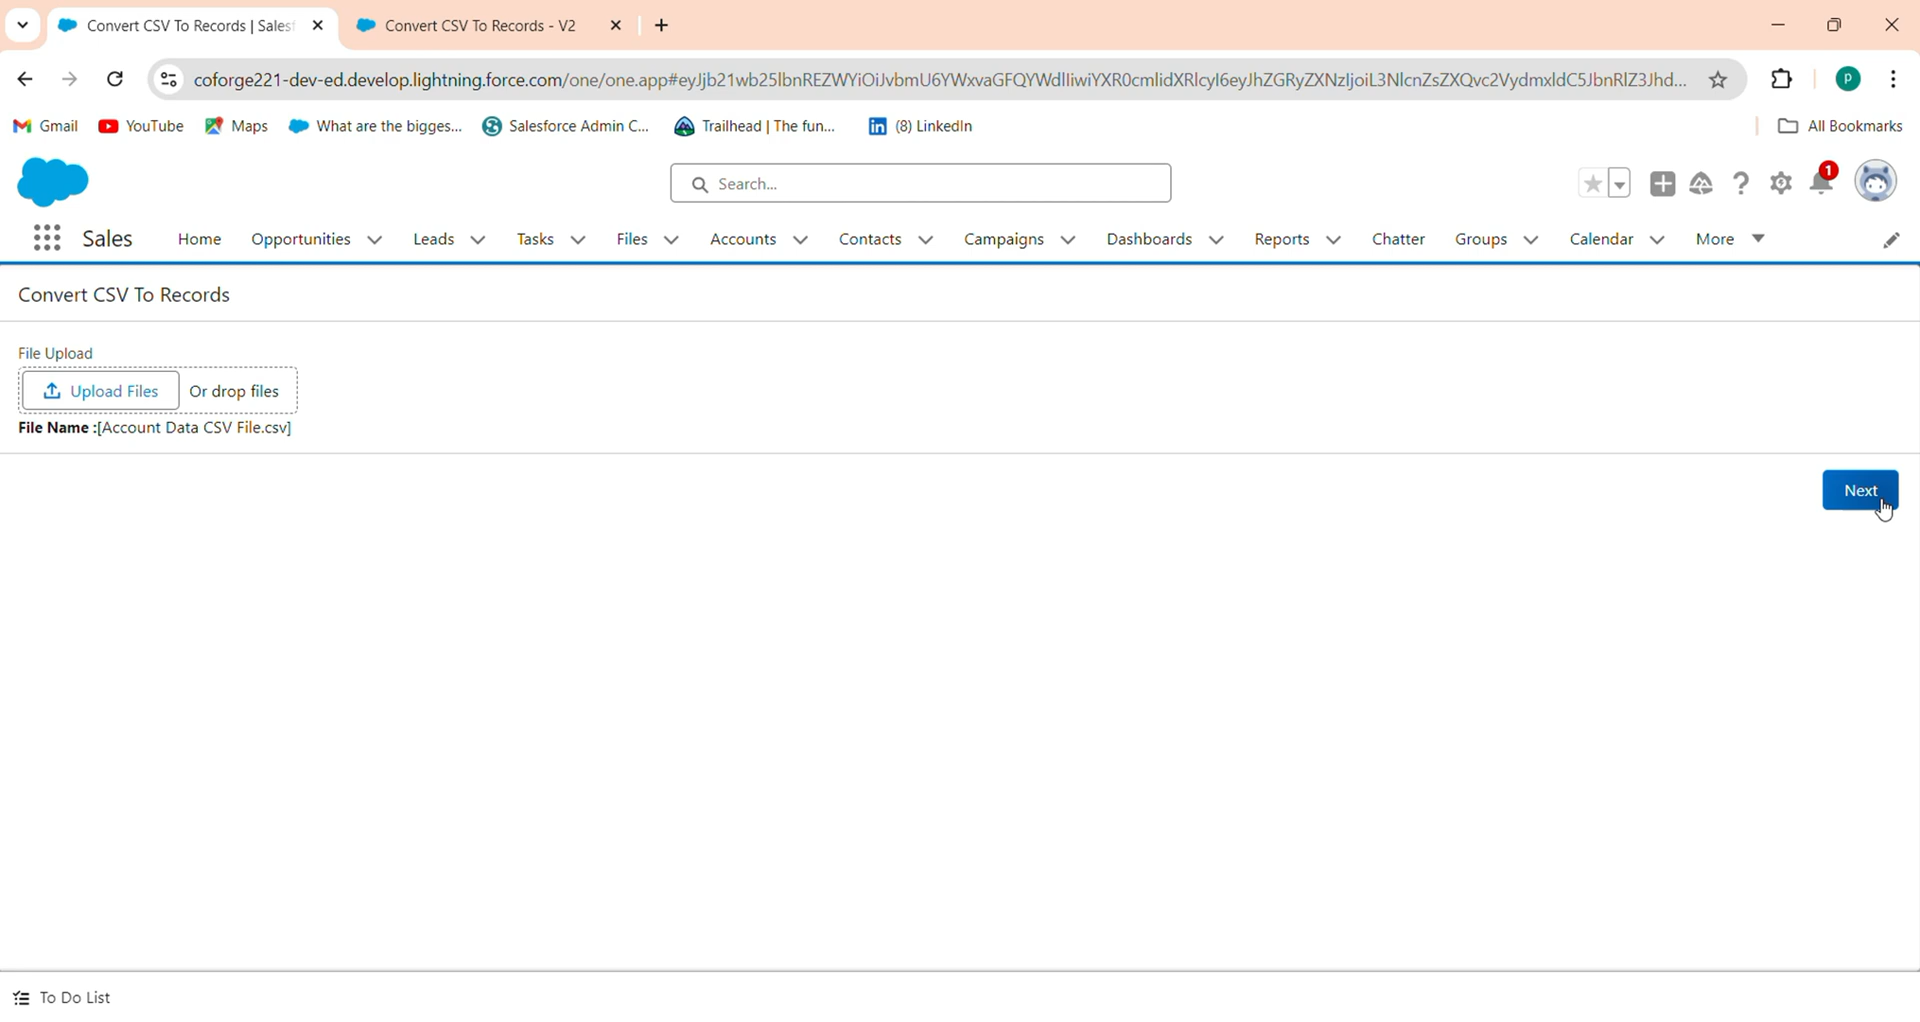 Convert CSV To Records | Sales
Convert CSV To Records - V2
coforge221-dev-ed.develop.lightning.force.com/one/one.app#eyJjb21wb25lbnREZWYiOiJvbmU6YWxvaGFQYWdlIiwiYXR0cmlidXRlcyI6eyJhZGRyZXNzIjoiL3NlcnZsZXQvc2VydmxldC5JbnRlZ3Jhd...
Gmail
YouTube
Maps
What are the bigges...
Salesforce Admin C...
Trailhead | The fun...
(8) LinkedIn
All Bookmarks
P
Search...
1
Sales
Home
Opportunities
Leads
Tasks
Files
Accounts
Contacts
Campaigns
Dashboards
Reports
Chatter
Groups
Calendar
More
Convert CSV To Records
File Upload
Upload Files
Or drop files
File Name :[Account Data CSV File.csv]
Next
To Do List